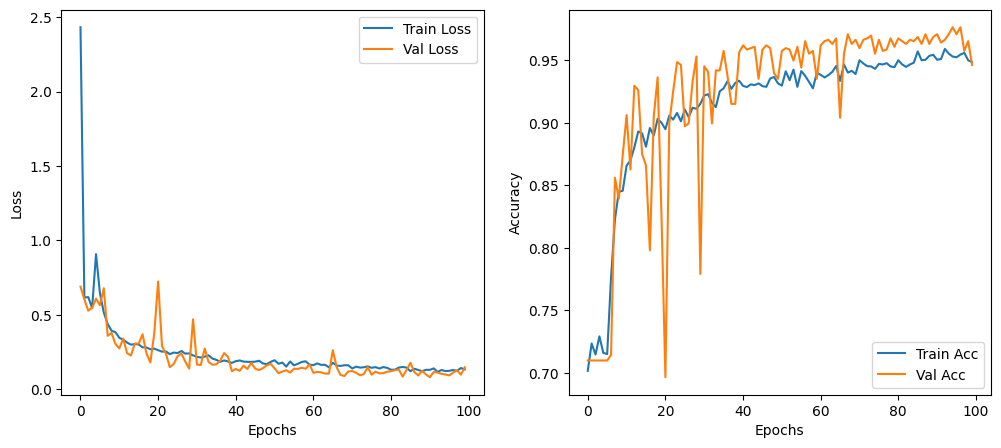 2.5
2.0
1.5
1.0
0.5
0.0
Loss
0 20 40 60 80 100
Epochs
Train Loss
Val Loss
0.95
0.90
0.85
0.80
0.75
0.70
Accuracy
0 20 40 60 80 100
Epochs
Train Acc
Val Acc